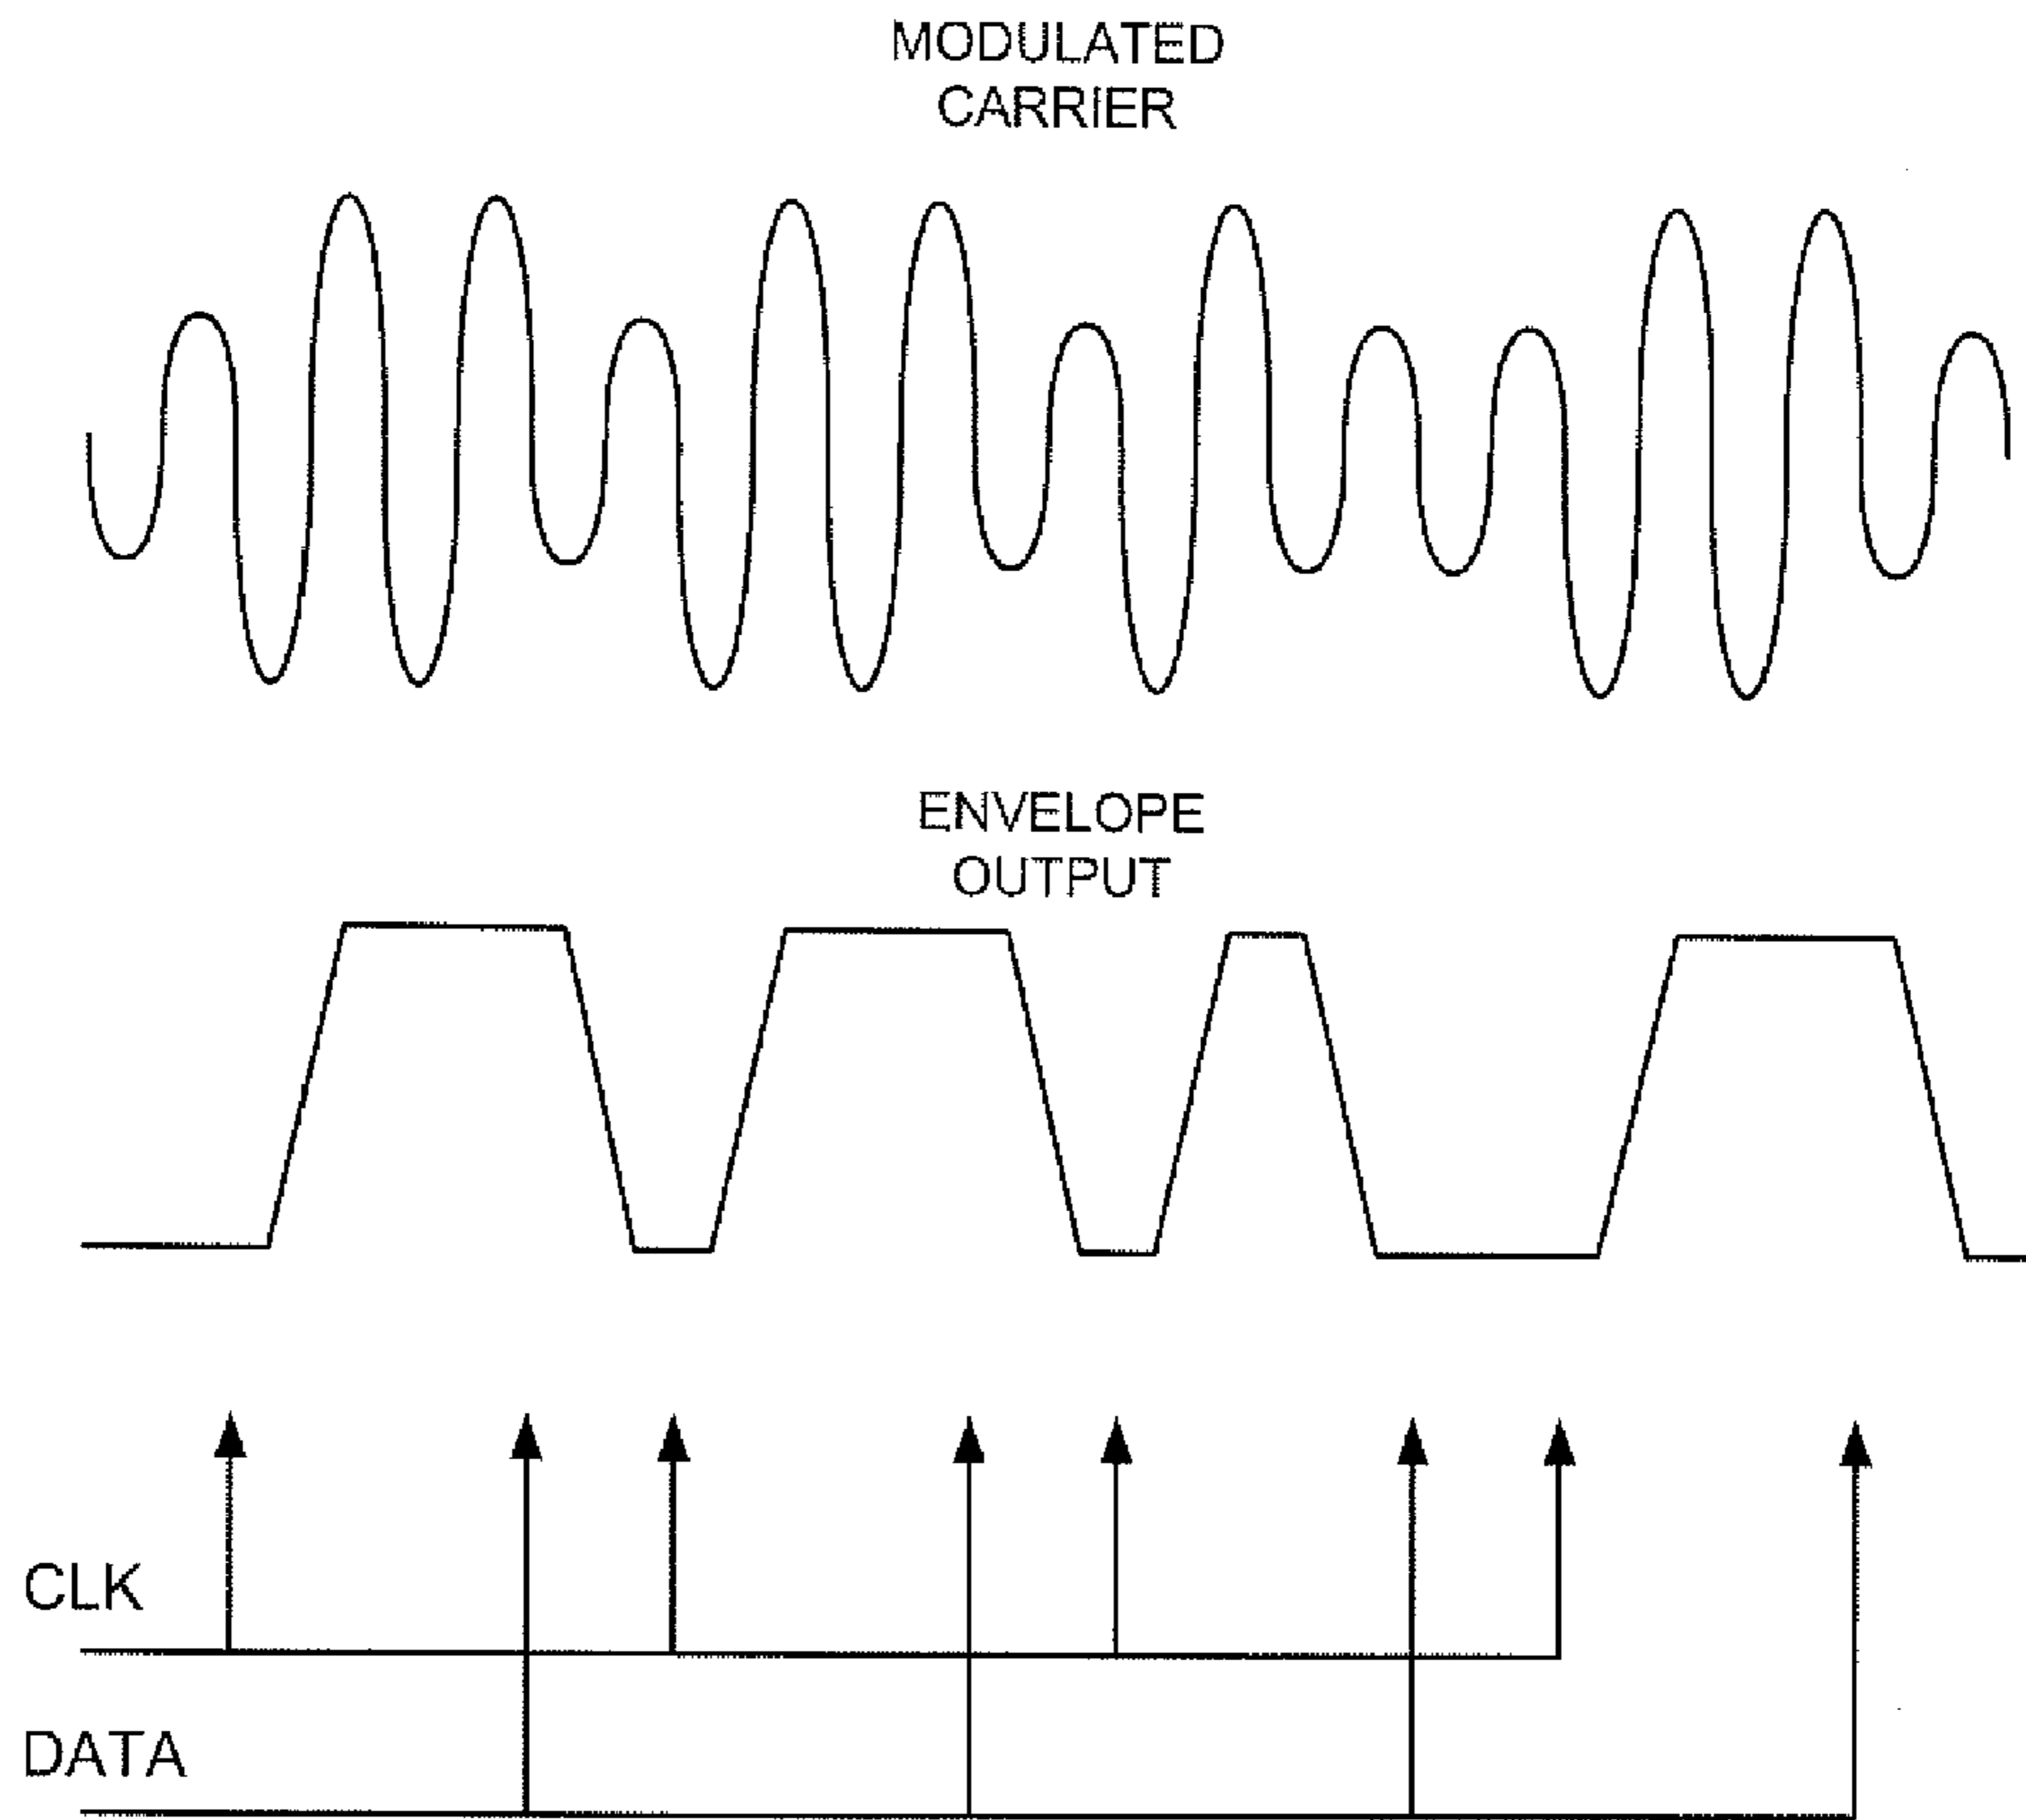 MODULATED
CARRIER
ENVELOPE
OUTPUT
CLK
DATA